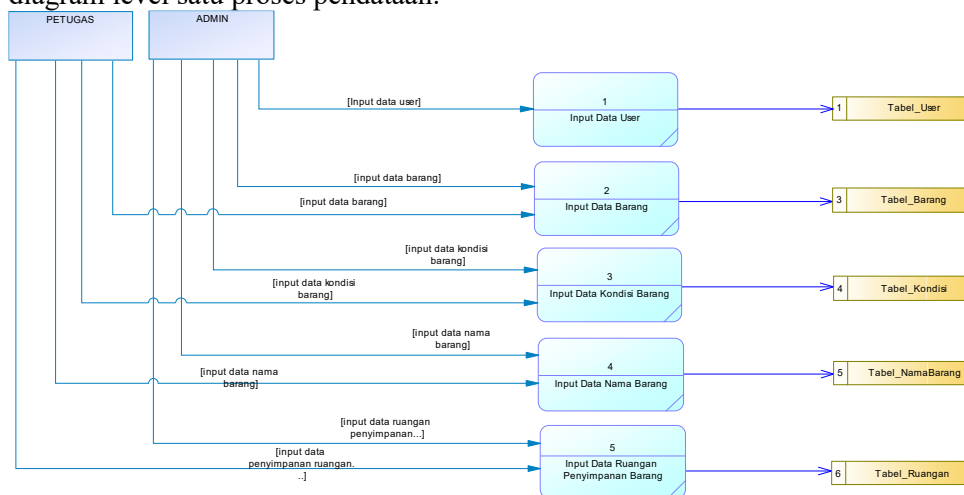 diagram level satu proses pendataan.
PETUGAS
ADMIN
[Input data user]
1
Input Data User
1 Tabel_User
[input data barang]
[input data barang]
2
Input Data Barang
3 Tabel_Barang
[input data kondisi
barang]
[input data kondisi
barang]
3
Input Data Kondisi Barang
4 Tabel_Kondisi
[input data nama
barang]
[input data nama
barang]
4
Input Data Nama Barang
5 Tabel_NamaBarang
[input data ruangan
penyimpanan...]
[input data
penyimpanan ruangan.
..]
5
Input Data Ruangan
Penyimpanan Barang
6 Tabel_Ruangan